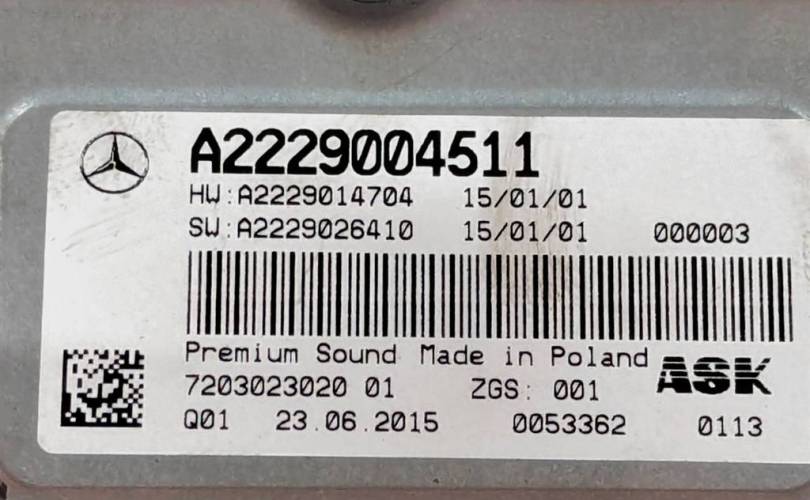 A2229004511
HW:A2229014704 15/01/01
SW:A2229026410 15/01/01 000003
Premium Sound Made in Poland
ASK
7203023020 01 ZGS: 001
Q01 23.06.2015 0053362 0113